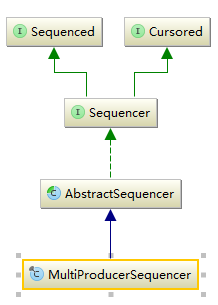 I Sequenced
I Cursored
I Sequencer
C AbstractSequencer
C MultiProducerSequencer